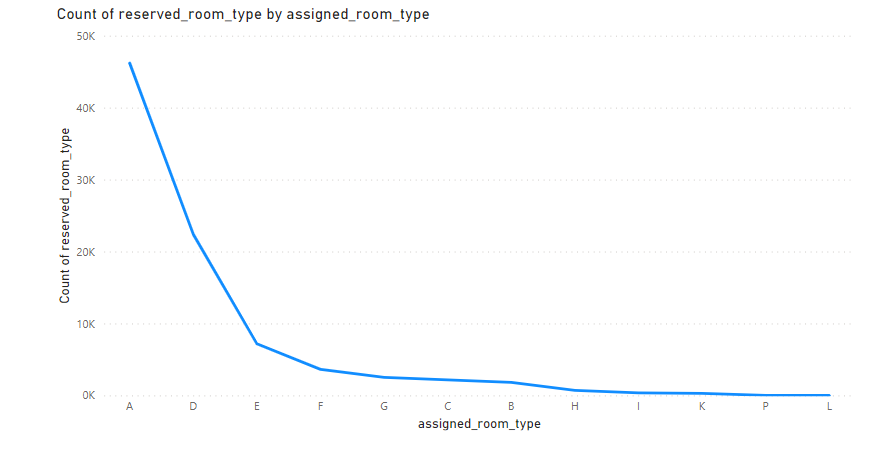 Count of reserved_room_type by assigned_room_type
50K
40K
30K
20K
10K
0K
Count of reserved_room_type
A D E F G C B H I K P L
assigned_room_type